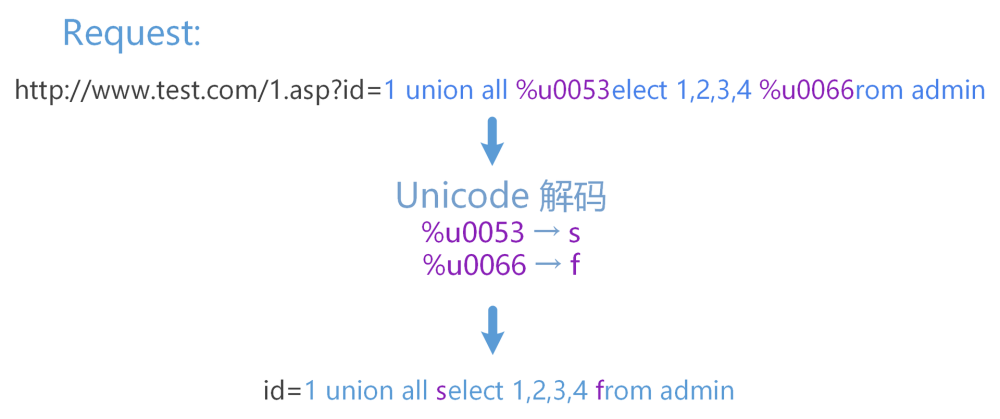 Request:
http://www.test.com/1.asp?id=1 union all %u0053elect 1,2,3,4 %u0066rom admin
Unicode 解码
%u0053 → s
%u0066 → f
id=1 union all select 1,2,3,4 from admin